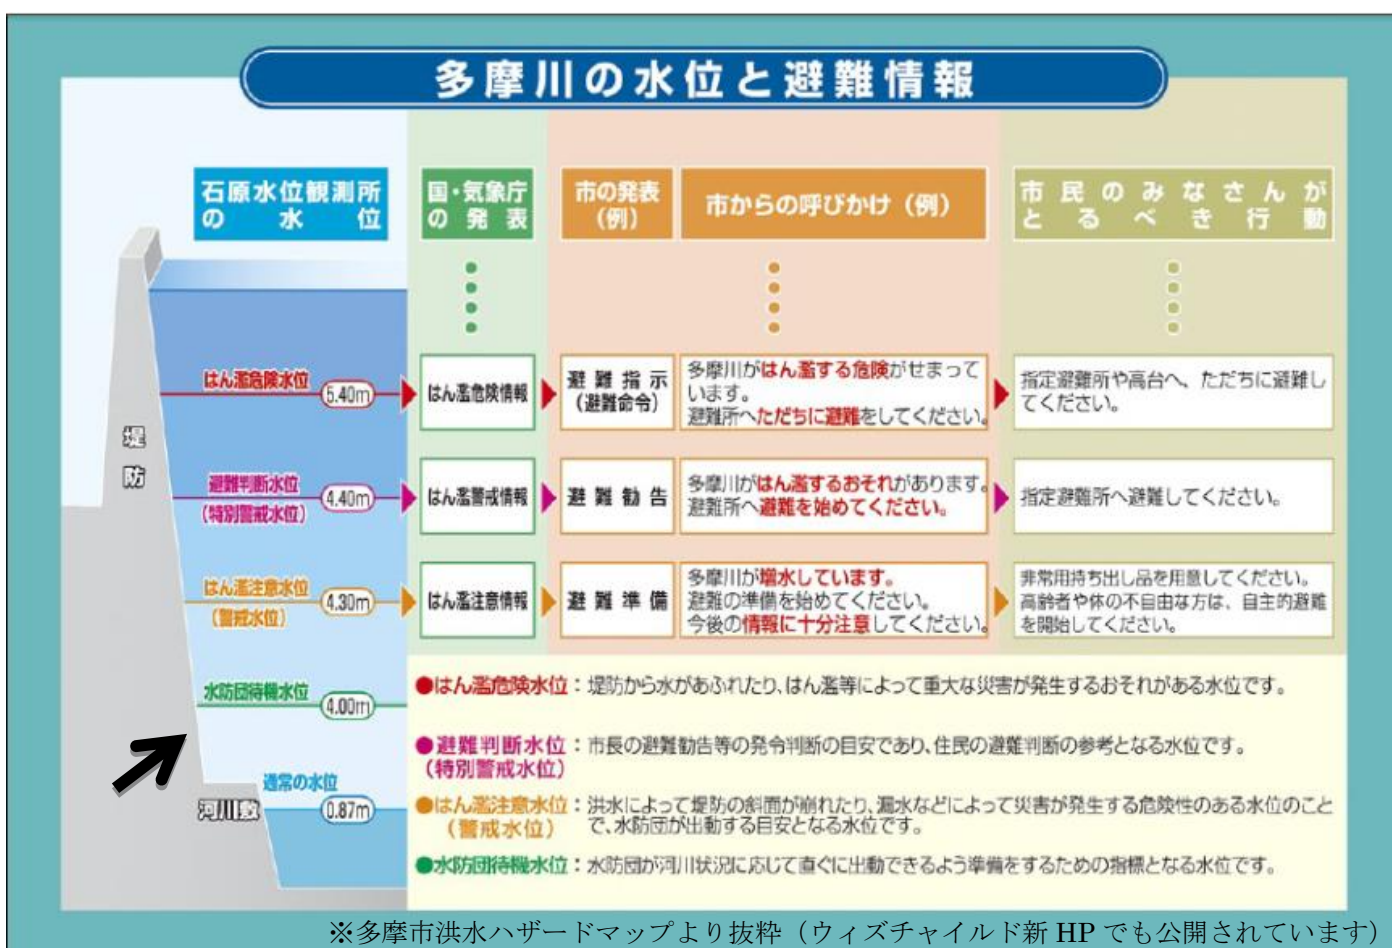 多摩川の水位と避難情報
石原水位観測所
の水位
国・気象庁
の発表
市の発表
(例)
市からの呼びかけ(例)
市民のみなさんが
とるべき行動
はん濫危険水位
5.40m
はん濫危険情報
避難指示
(避難命令)
多摩川がはん濫する危険がせまって
います。
避難所へただちに避難をしてください。
指定避難所や高台へ、ただちに避難し
てください。
堤
防
避難判断水位
(特別警戒水位)
4.40m
はん濫警戒情報
避難勧告
多摩川がはん濫するおそれがあります。
避難所へ避難を始めてください。
指定避難所へ避難してください。
はん濫注意水位
(警戒水位)
4.30m
はん濫注意情報
避難準備
多摩川が増水しています。
避難の準備を始めてください。
今後の情報に十分注意してください。
非常用持ち出し品を用意してください。
高齢者や体の不自由な方は、自主的避難
を開始してください。
水防団待機水位
4.00m
通常の水位
0.87m
河川敷
●はん濫危険水位:堤防から水があふれたり、はん濫等によって重大な災害が発生するおそれがある水位です。
●避難判断水位:市長の避難勧告等の発令判断の目安であり、住民の避難判断の参考となる水位です。
(特別警戒水位)
●はん濫注意水位:洪水によって堤防の斜面が崩れたり、漏水などによって災害が発生する危険性のある水位のこと
(警戒水位) で、水防団が出動する目安となる水位です。
●水防団待機水位:水防団が河川状況に応じて直ぐに出動できるよう準備をするための指標となる水位です。
※多摩市洪水ハザードマップより抜粋(ウィズチャイルド新 HP でも公開されています)